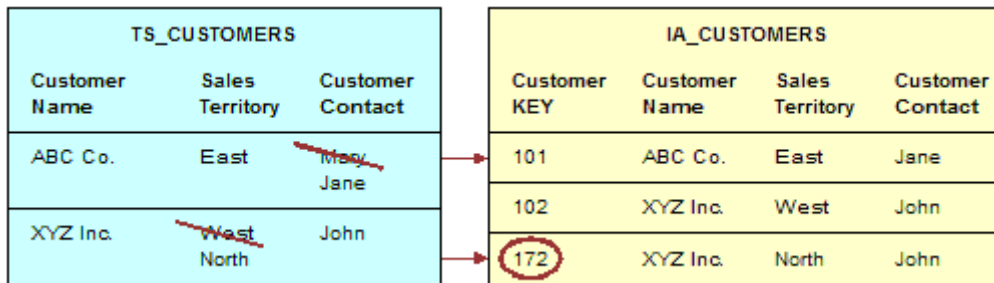 TS_CUSTOMERS
Customer Name Sales Territory Customer Contact
ABC Co. East Mary
Jane
XYZ Inc. West John
North
IA_CUSTOMERS
Customer KEY Customer Name Sales Territory Customer Contact
101 ABC Co. East Jane
102 XYZ Inc. West John
172 XYZ Inc. North John